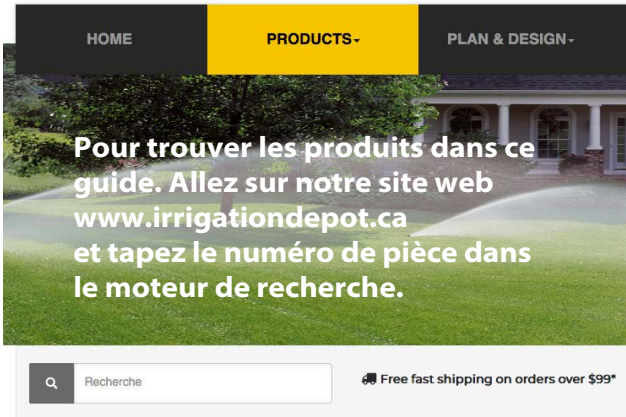 HOME PRODUCTS PLAN & DESIGN
Pour trouver les produits dans ce
guide. Allez sur notre site web
www.irrigationdepot.ca
et tapez le numéro de pièce dans
le moteur de recherche.
Recherche Free fast shipping on orders over $99*